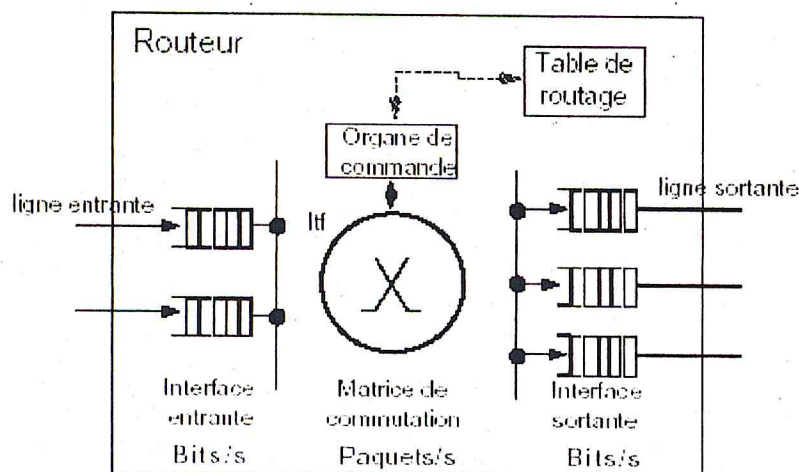 Routeur
Table de
routage
Organe de
commande
ligne entrante
Itf
ligne sortante
Interface
entrante
Matrice de
commutation
Interface
sortante
Bits/s
Paquets/s
Bits/s